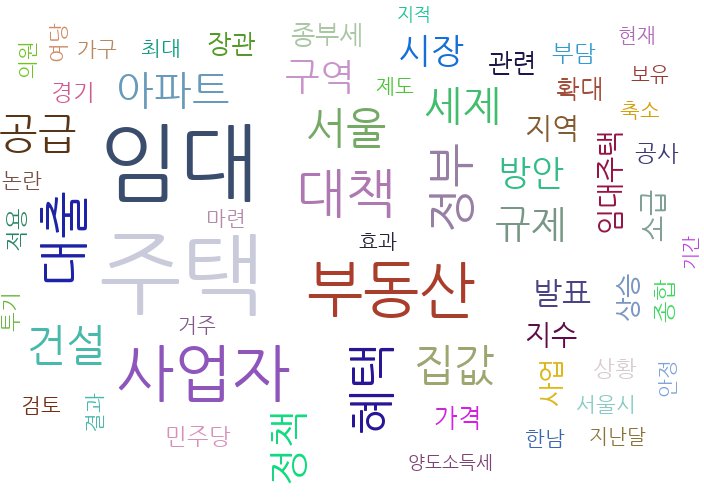 지적
의원
여당
가구
최대
장관
종부세
시장
관련
부담
현재
경기
아파트
구역
제도
세제
확대
보유
축소
공급
임대
서울
지역
임대주택
공사
논란
대책
정부
방안
소급
적용
대출
마련
규제
효과
기간
주택
부동산
발표
상승
종합
투기
거주
지수
건설
사업자
혜택
집값
사업
상황
안정
검토
결과
정책
가격
서울시
민주당
한남
지난달
양도소득세